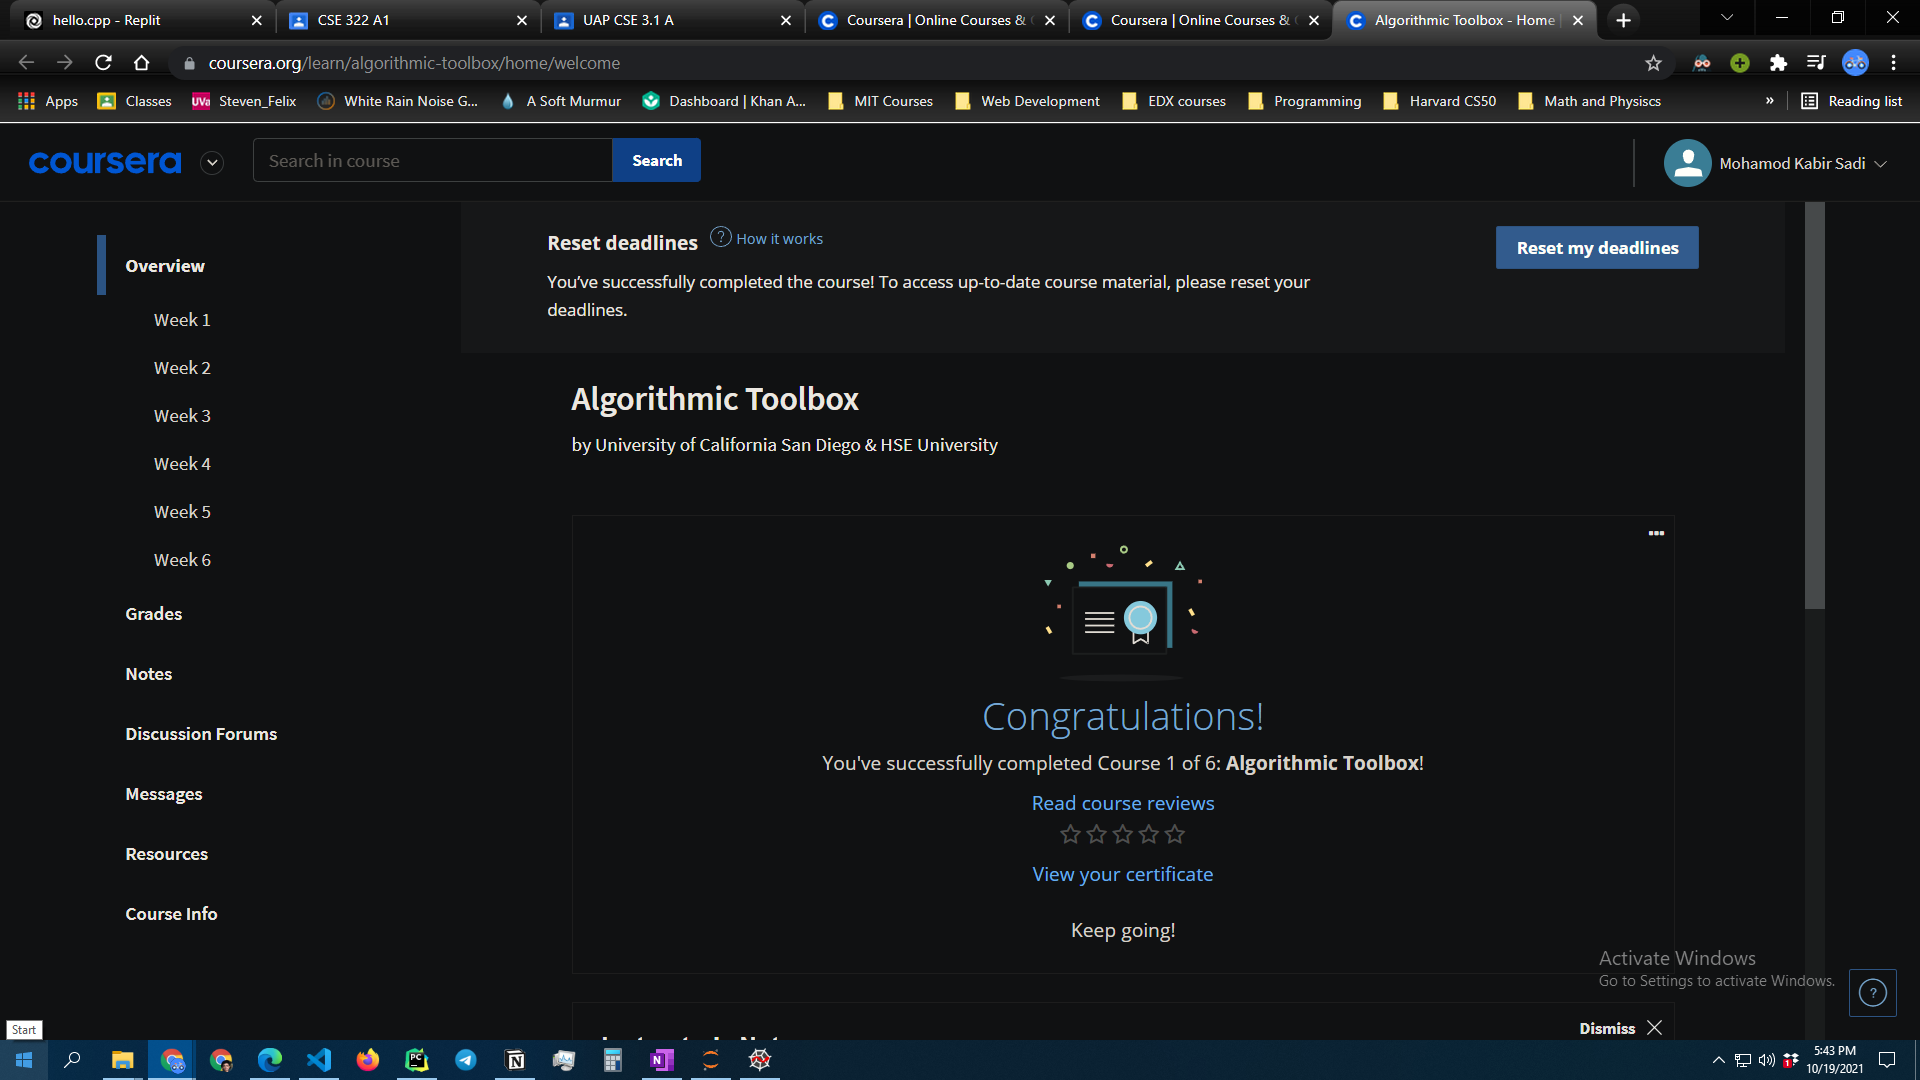 hello.cpp - Replit
CSE 322 A1
UAP CSE 3.1 A
Coursera | Online Courses &
Coursera | Online Courses &
Algorithmic Toolbox - Home |
coursera.org/learn/algorithmic-toolbox/home/welcome
Apps
Classes
UVa
Steven_Felix
White Rain Noise G...
A Soft Murmur
Dashboard | Khan A...
MIT Courses
Web Development
EDX courses
Programming
Harvard CS50
Math and Physiscs
»
Reading list
coursera
Search in course
Search
Mohamod Kabir Sadi
Reset deadlines
? How it works
Reset my deadlines
You've successfully completed the course! To access up-to-date course material, please reset your
deadlines.
Overview
Week 1
Week 2
Week 3
Week 4
Week 5
Week 6
Grades
Notes
Discussion Forums
Messages
Resources
Course Info
Algorithmic Toolbox
by University of California San Diego & HSE University
Congratulations!
You've successfully completed Course 1 of 6: Algorithmic Toolbox!
Read course reviews
View your certificate
Keep going!
Activate Windows
Go to Settings to activate Windows.
?
Dismiss
Start
5:43 PM
10/19/2021